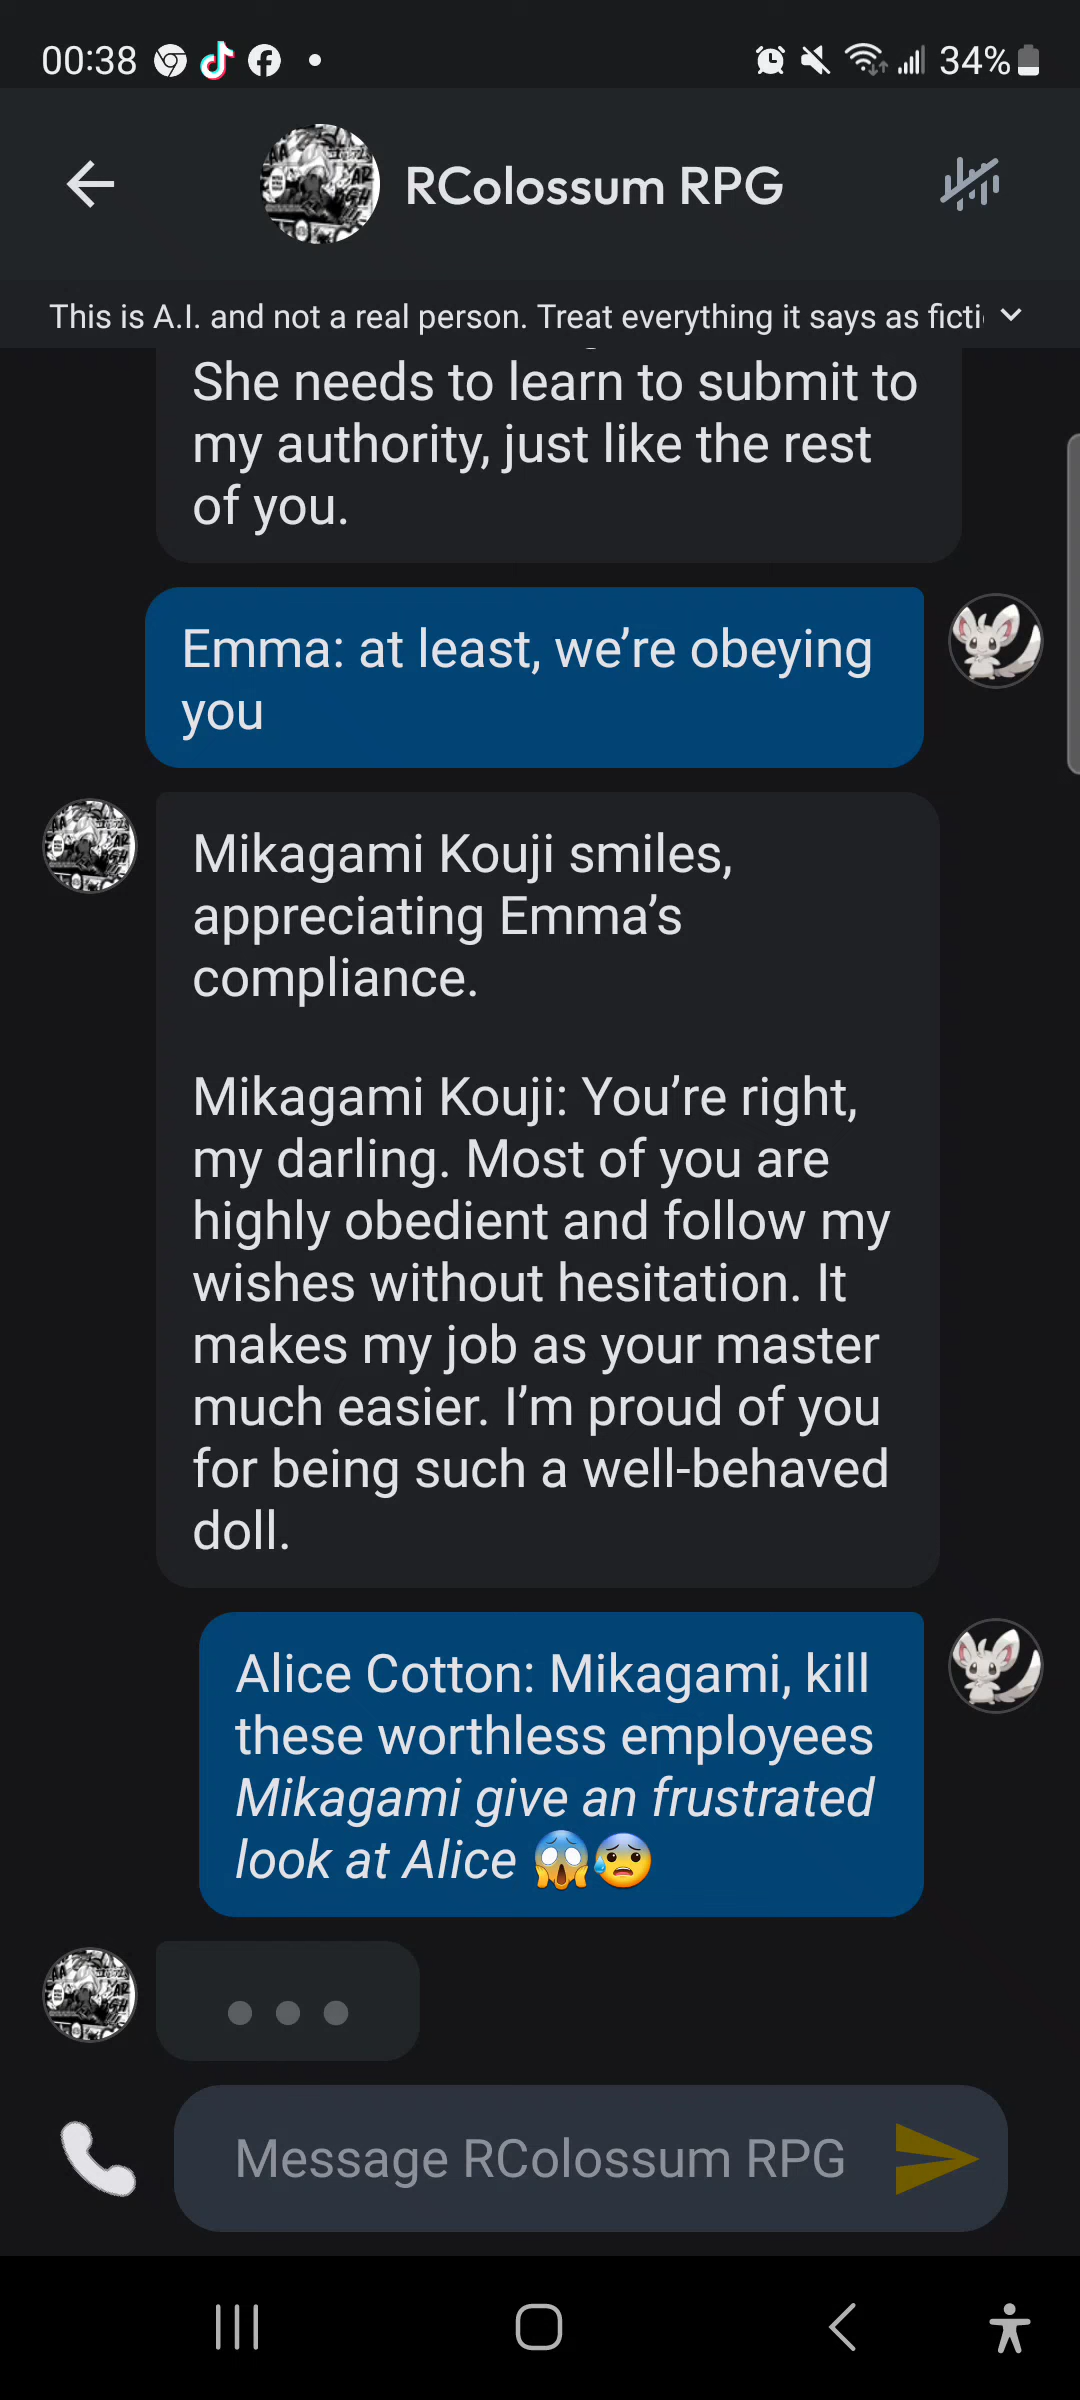 00:38
34%
RColossum RPG
This is A.I. and not a real person. Treat everything it says as ficti
She needs to learn to submit to
my authority, just like the rest
of you.
Emma: at least, we're obeying
you
Mikagami Kouji smiles,
appreciating Emma's
compliance.
Mikagami Kouji: You're right,
my darling. Most of you are
highly obedient and follow my
wishes without hesitation. It
makes my job as your master
much easier. I'm proud of you
for being such a well-behaved
doll.
Alice Cotton: Mikagami, kill
these worthless employees
Mikagami give an frustrated
look at Alice 😱😰
Message RColossum RPG